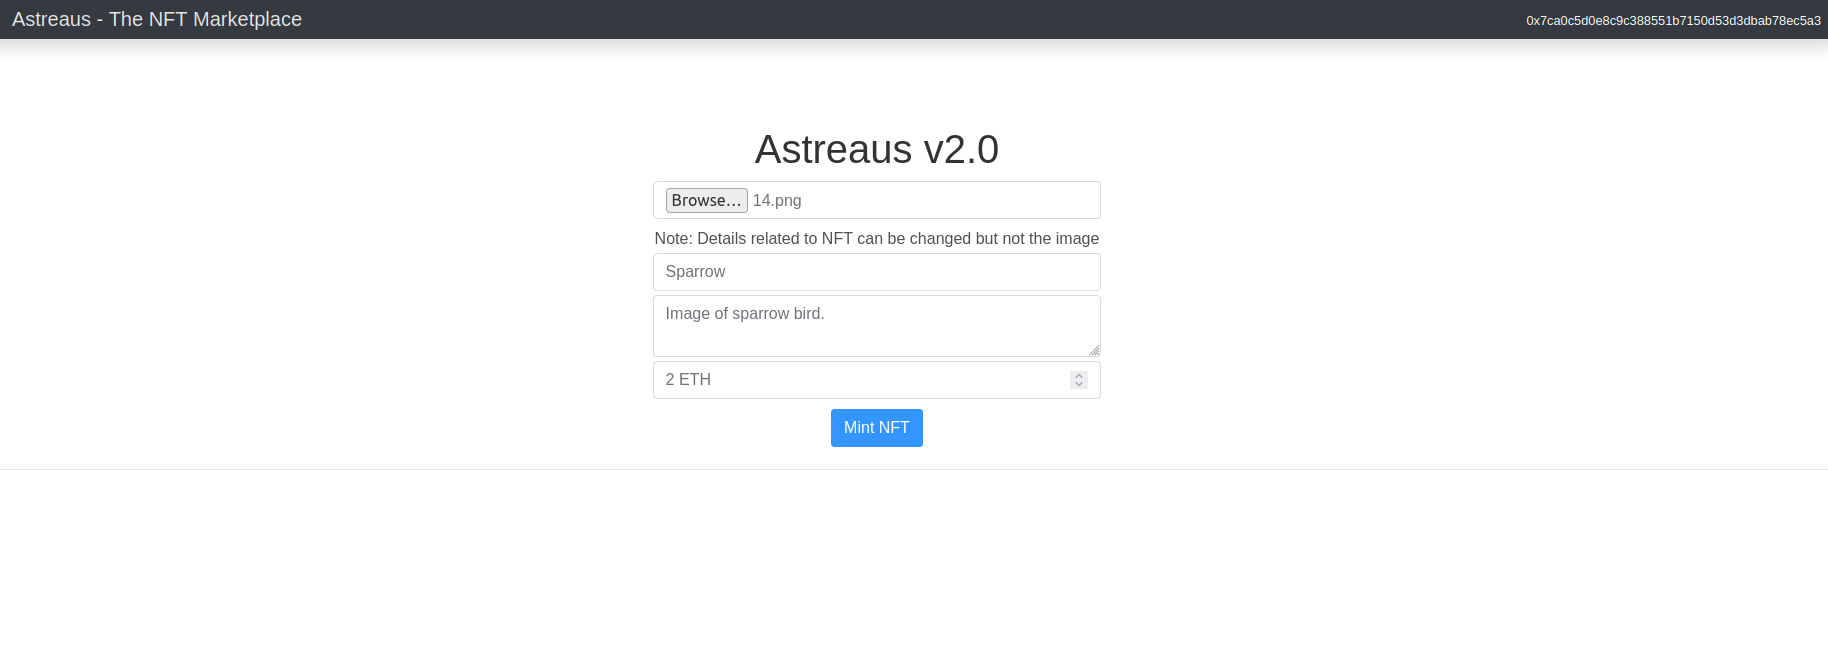 Astreaus - The NFT Marketplace
0x7ca0c5d0e8c9c388551b7150d53d3dbab78ec5a3
Astreaus v2.0
Browse... 14.png
Note: Details related to NFT can be changed but not the image
Sparrow
Image of sparrow bird.
2 ETH
Mint NFT